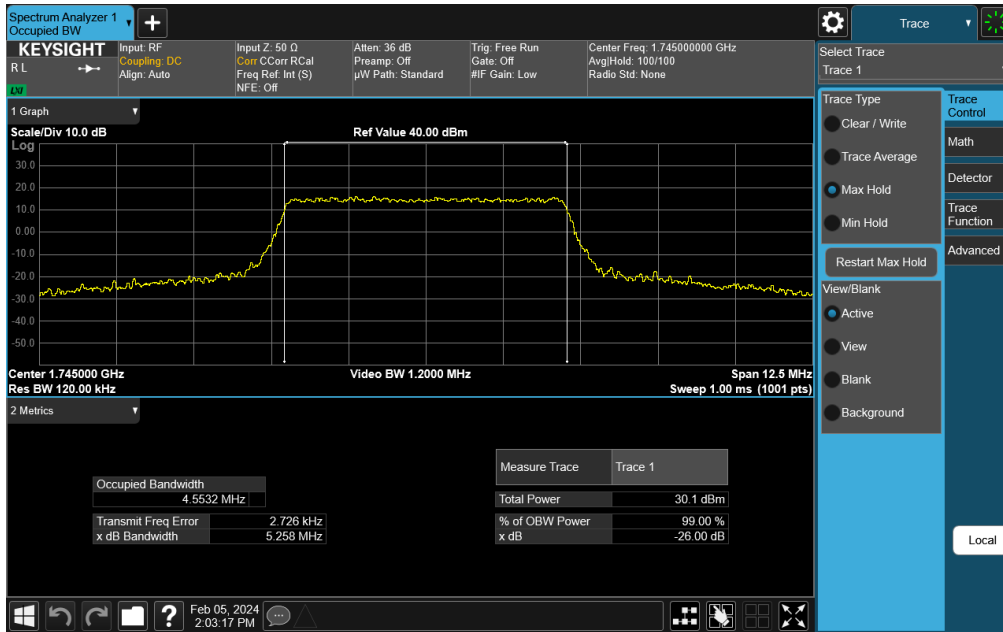 Spectrum Analyzer 1
Occupied BW
Trace
KEYSIGHT
R L
LXI
Input: RF
Coupling: DC
Align: Auto
Input Z: 50 Ω
Corr CCorr RCal
Freq Ref: Int (S)
NFE: Off
Atten: 36 dB
Preamp: Off
µW Path: Standard
Trig: Free Run
Gate: Off
#IF Gain: Low
Center Freq: 1.745000000 GHz
Avg|Hold: 100/100
Radio Std: None
Select Trace
Trace 1
1 Graph
Scale/Div 10.0 dB
Ref Value 40.00 dBm
Log
30.0
20.0
10.0
0.00
-10.0
-20.0
-30.0
-40.0
-50.0
Center 1.745000 GHz
Video BW 1.2000 MHz
Span 12.5 MHz
Res BW 120.00 kHz
Sweep 1.00 ms (1001 pts)
Trace Type
Clear / Write
Trace Average
Max Hold
Min Hold
Restart Max Hold
View/Blank
Active
View
Blank
Background
Trace
Control
Math
Detector
Trace
Function
Advanced
Local
2 Metrics
Occupied Bandwidth
4.5532 MHz
Transmit Freq Error 2.726 kHz
x dB Bandwidth 5.258 MHz
Measure Trace Trace 1
Total Power 30.1 dBm
% of OBW Power 99.00 %
x dB -26.00 dB
?
Feb 05, 2024
2:03:17 PM